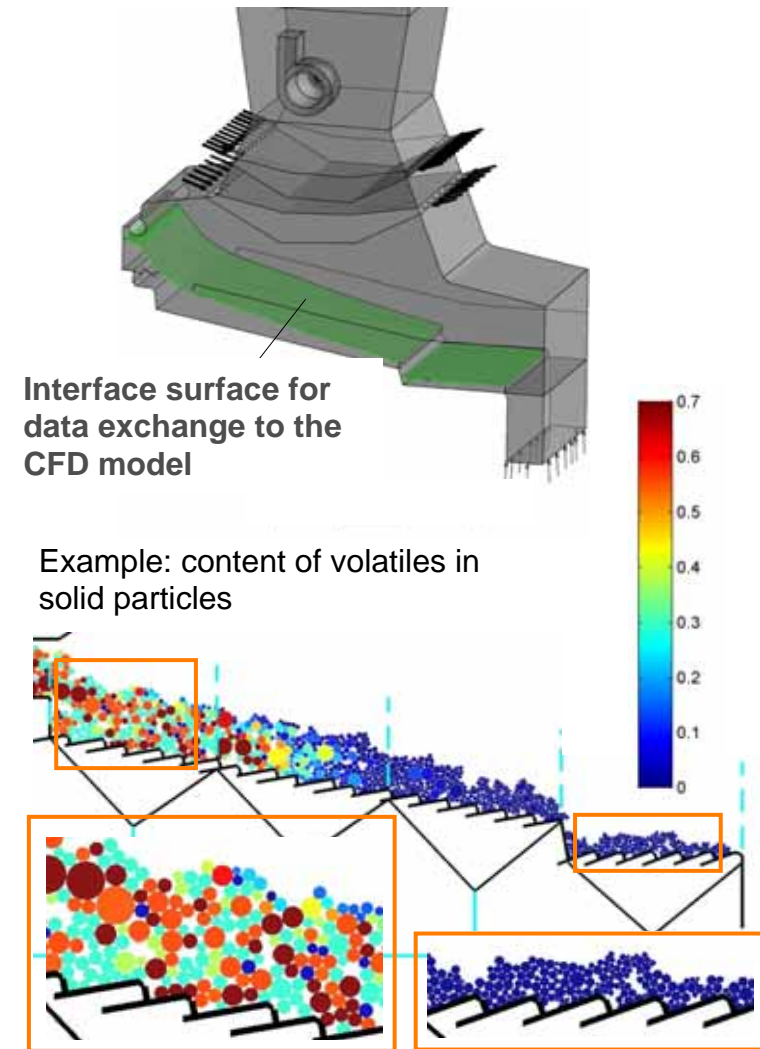 Interface surface for
data exchange to the
CFD model
0.7
0.6
0.5
0.4
0.3
0.2
0.1
0
Example: content of volatiles in
solid particles